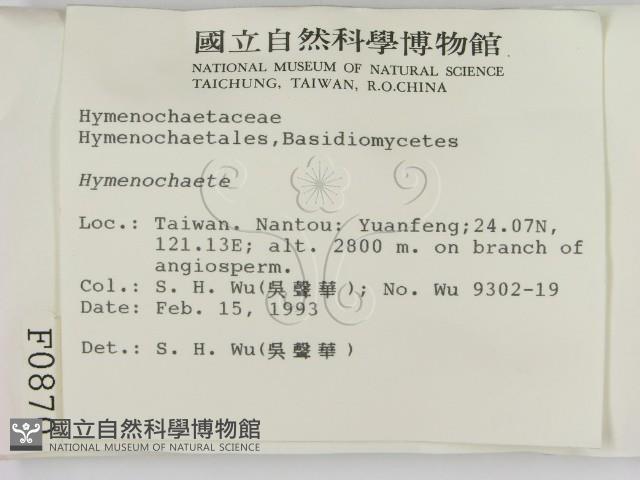 國立自然科學博物館
NATIONAL MUSEUM OF NATURAL SCIENCE
TAICHUNG, TAIWAN, R.O.CHINA
Hymenochaetaceae
Hymenochaetales,Basidiomycetes
Hymenochaete
Loc.: Taiwan. Nantou: Yuanfeng;24.07N,
121.13E; alt. 2800 m. on branch of
angiosperm.
Col.: S. H. Wu(吳聲華); No. Wu 9302-19
Date: Feb. 15, 1993
Det.: S. H. Wu(吳聲華)
國立自然科學博物館
NATIONAL MUSEUM OF NATURAL SCIENCE